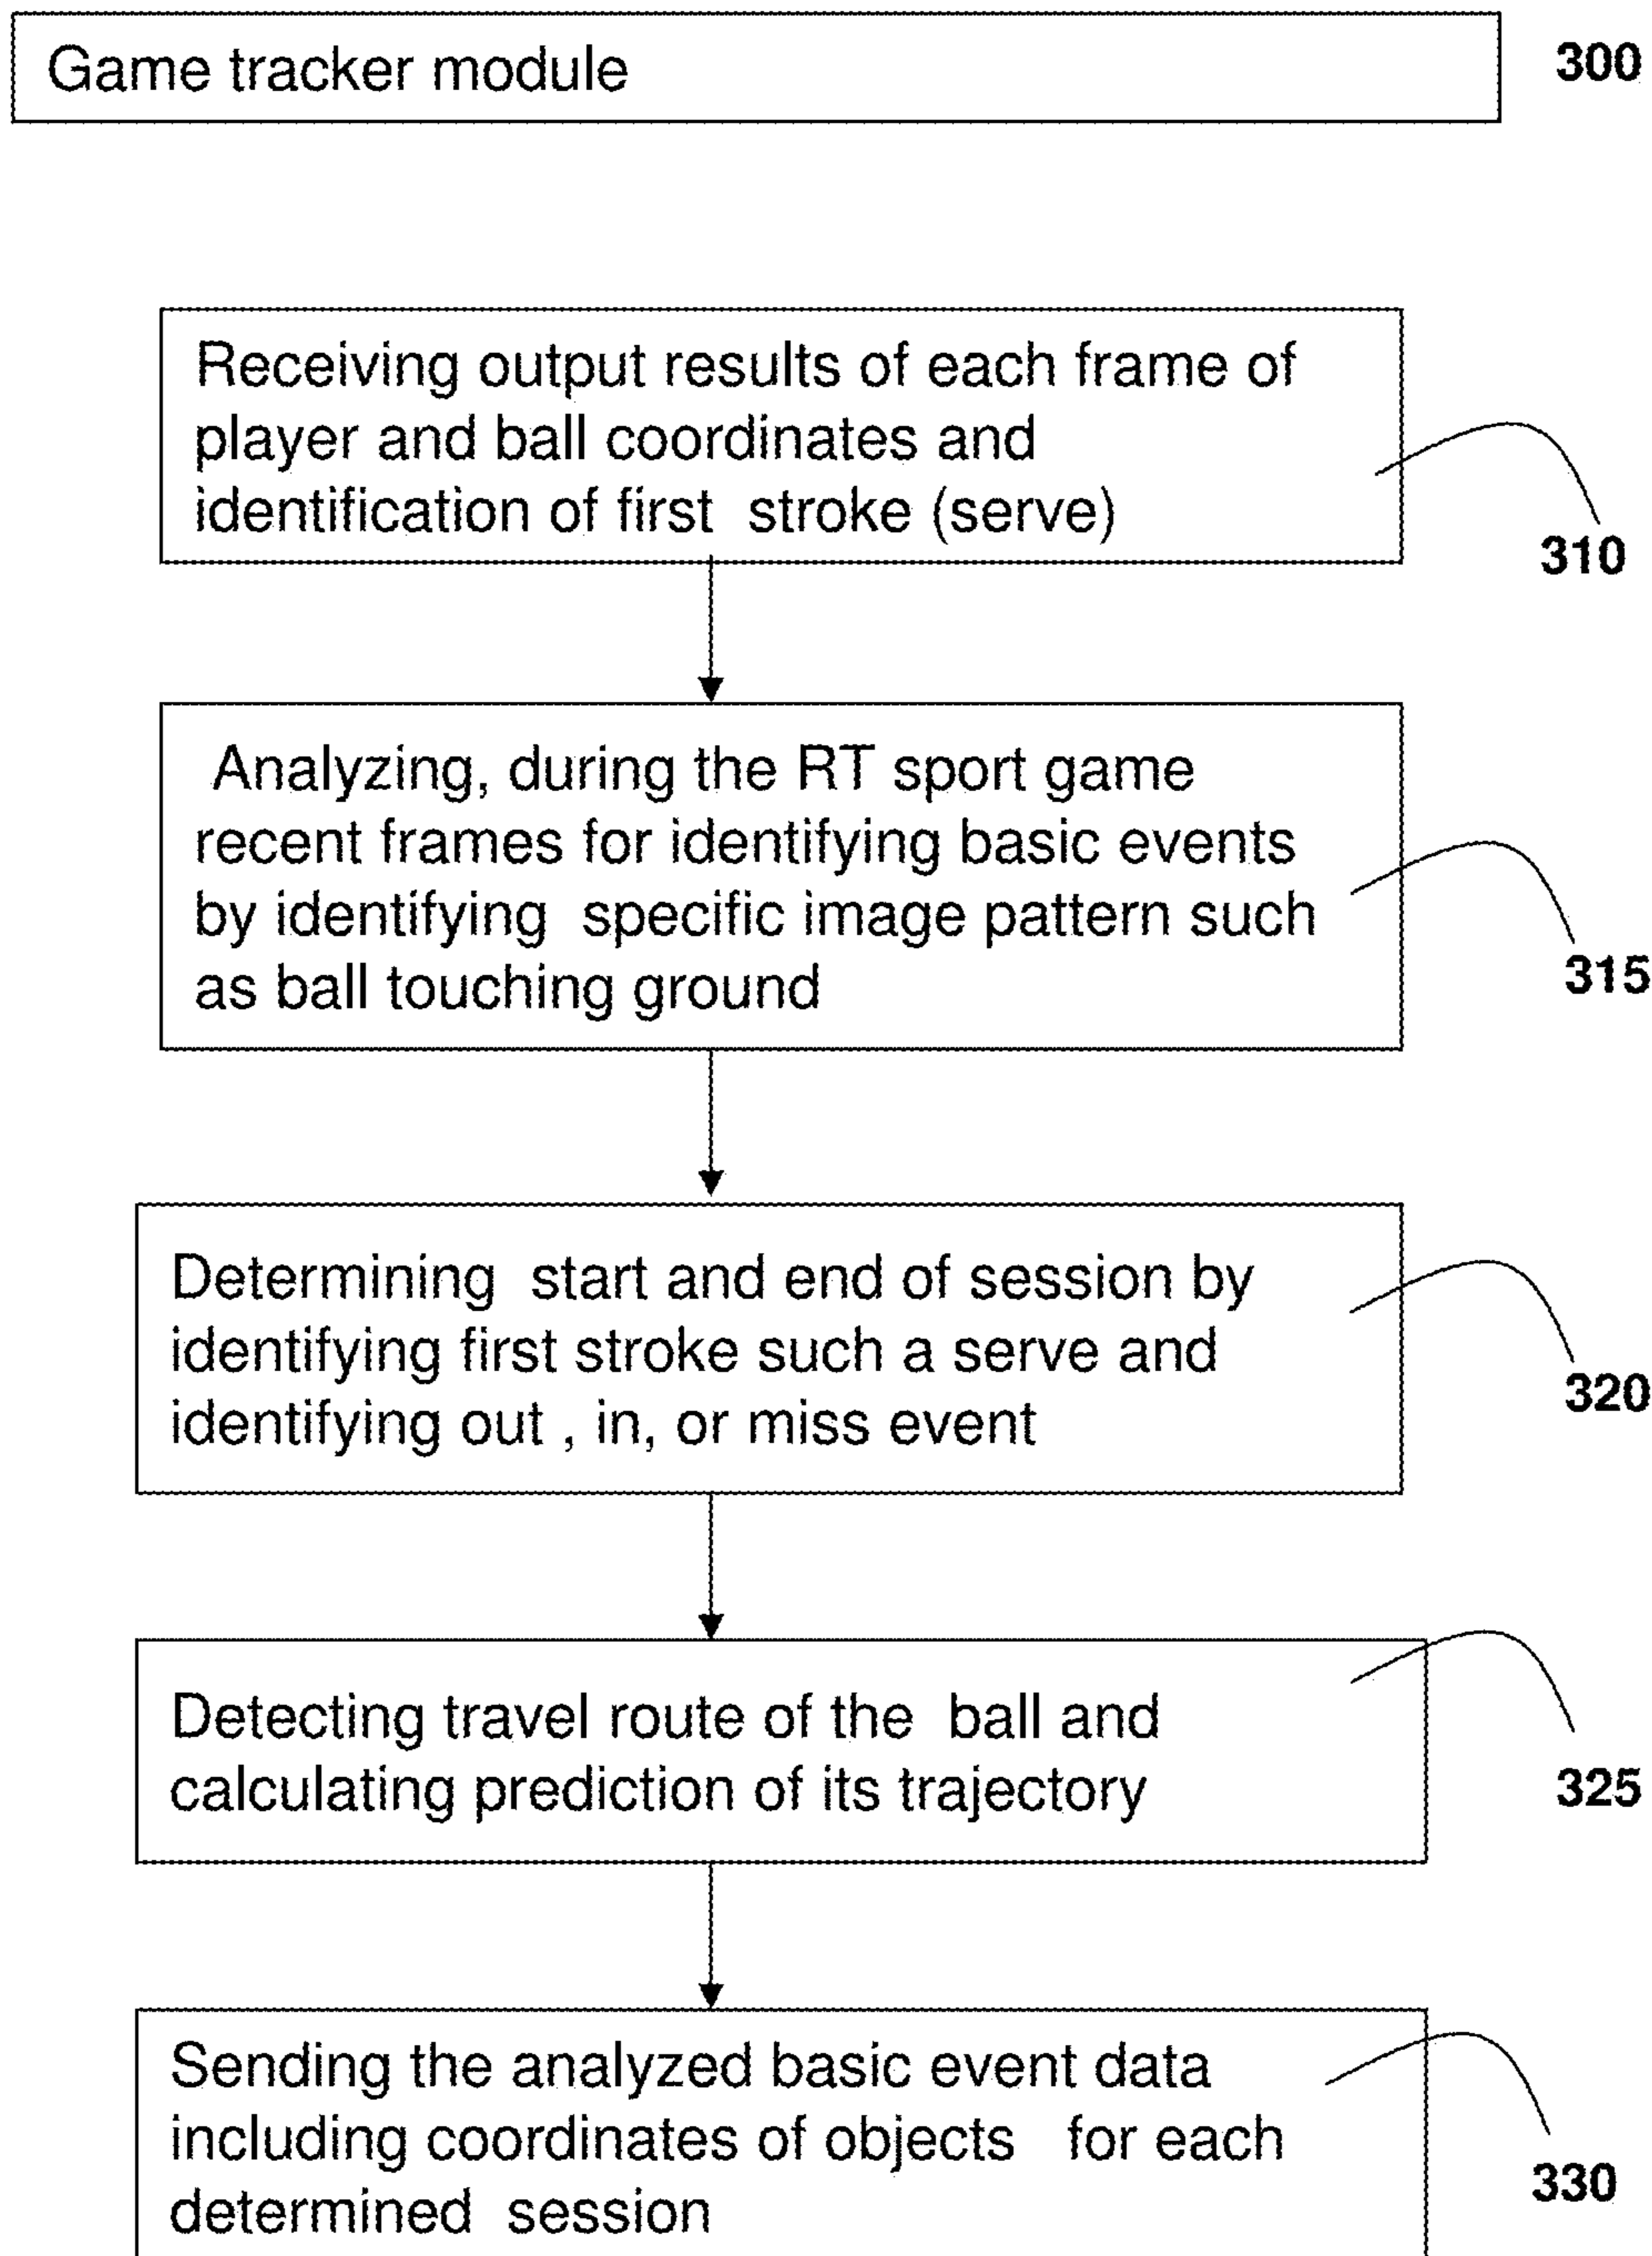 Game tracker module
300
Receiving output results of each frame of
player and ball coordinates and
identification of first stroke (serve)
310
Analyzing, during the RT sport game
recent frames for identifying basic events
by identifying specific image pattern such
as ball touching ground
315
Determining start and end of session by
identifying first stroke such a serve and
identifying out , in, or miss event
320
Detecting travel route of the ball and
calculating prediction of its trajectory
325
Sending the analyzed basic event data
including coordinates of objects for each
determined session
330